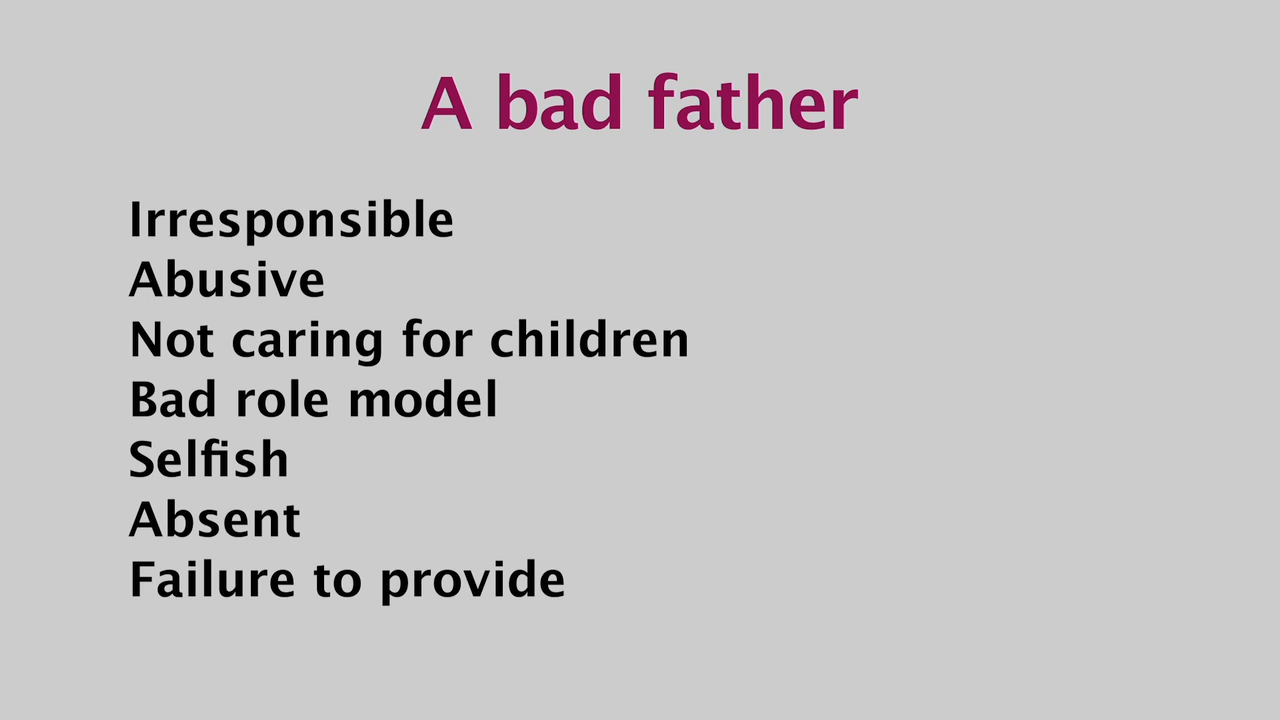 A bad father
Irresponsible
Abusive
Not caring for children
Bad role model
Selfish
Absent
Failure to provide